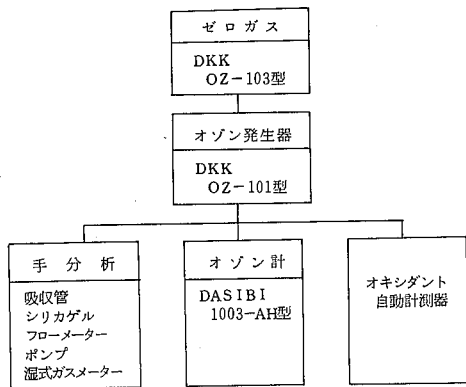 ゼロガス
DKK
OZ-103型
オゾン発生器
DKK
OZ-101型
手分析
吸収管
シリカゲル
フローメーター
ポンプ
湿式ガスメーター
オゾン計
DASIBI
1003-AH型
オキシダント
自動計測器